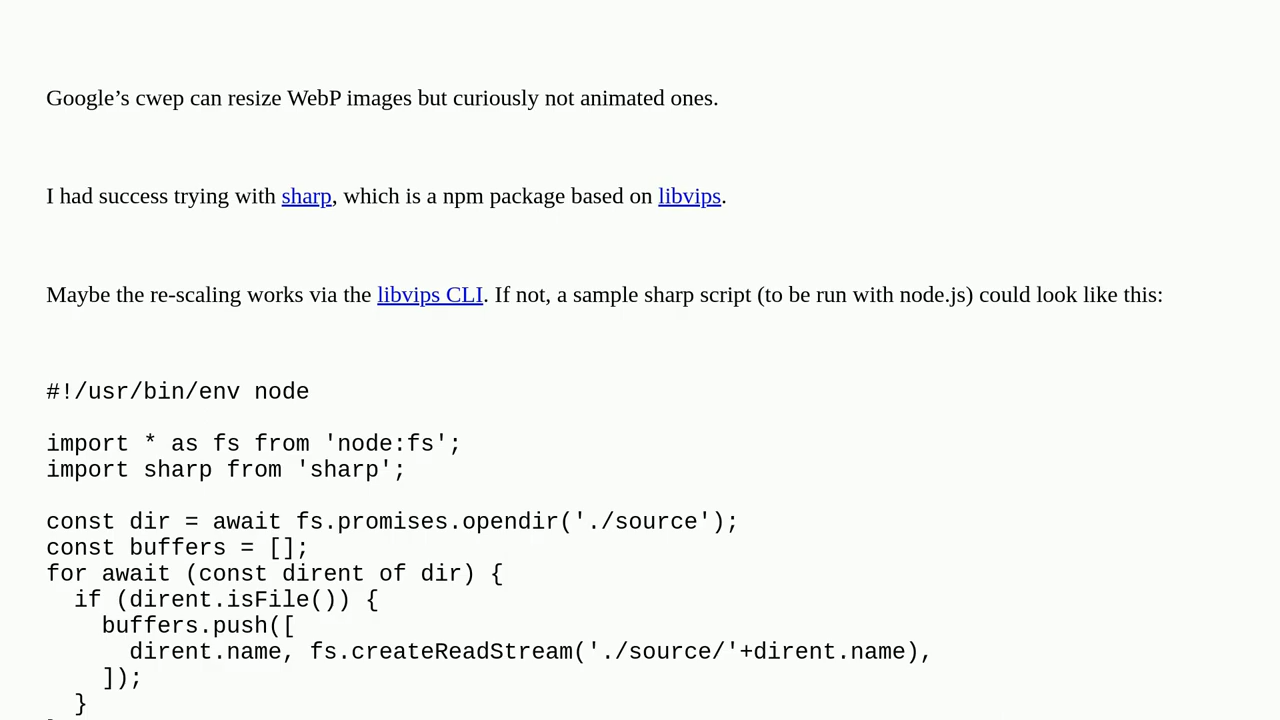 Google’s cwep can resize WebP images but curiously not animated ones.
I had success trying with sharp, which is a npm package based on libvips.
Maybe the re-scaling works via the libvips CLI. If not, a sample sharp script (to be run with node.js) could look like this:
#!/usr/bin/env node
import * as fs from 'node:fs';
import sharp from 'sharp';
const dir = await fs.promises.opendir('./source');
const buffers = [];
for await (const dirent of dir) {
  if (dirent.isFile()) {
    buffers.push([
      dirent.name, fs.createReadStream('./source/'+dirent.name),
    ]);
  }